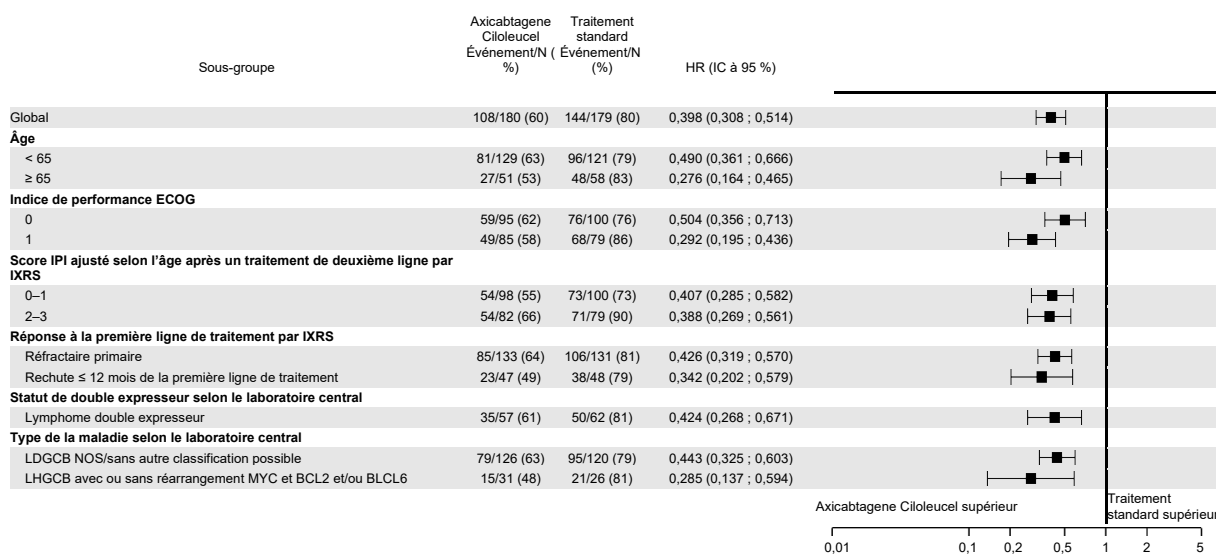 Sous-groupe
Axicabtagene
Ciloleucel
Événement/N (
%)
Traitement
standard
Événement/N
(%)
HR (IC à 95 %)
Global 108/180 (60) 144/179 (80) 0,398 (0,308 ; 0,514)
Âge
< 65 81/129 (63) 96/121 (79) 0,490 (0,361 ; 0,666)
≥ 65 27/51 (53) 48/58 (83) 0,276 (0,164 ; 0,465)
Indice de performance ECOG
0 59/95 (62) 76/100 (76) 0,504 (0,356 ; 0,713)
1 49/85 (58) 68/79 (86) 0,292 (0,195 ; 0,436)
Score IPI ajusté selon l’âge après un traitement de deuxième ligne par
IXRS
0–1 54/98 (55) 73/100 (73) 0,407 (0,285 ; 0,582)
2–3 54/82 (66) 71/79 (90) 0,388 (0,269 ; 0,561)
Réponse à la première ligne de traitement par IXRS
Réfractaire primaire 85/133 (64) 106/131 (81) 0,426 (0,319 ; 0,570)
Rechute ≤ 12 mois de la première ligne de traitement 23/47 (49) 38/48 (79) 0,342 (0,202 ; 0,579)
Statut de double expresseur selon le laboratoire central
Lymphome double expresseur 35/57 (61) 50/62 (81) 0,424 (0,268 ; 0,671)
Type de la maladie selon le laboratoire central
LDGCB NOS/sans autre classification possible 79/126 (63) 95/120 (79) 0,443 (0,325 ; 0,603)
LHGCB avec ou sans réarrangement MYC et BCL2 et/ou BLCL6 15/31 (48) 21/26 (81) 0,285 (0,137 ; 0,594)
Axicabtagene Ciloleucel supérieur
Traitement
standard supérieur
0,01 0,1 0,2 0,5 1 2 5